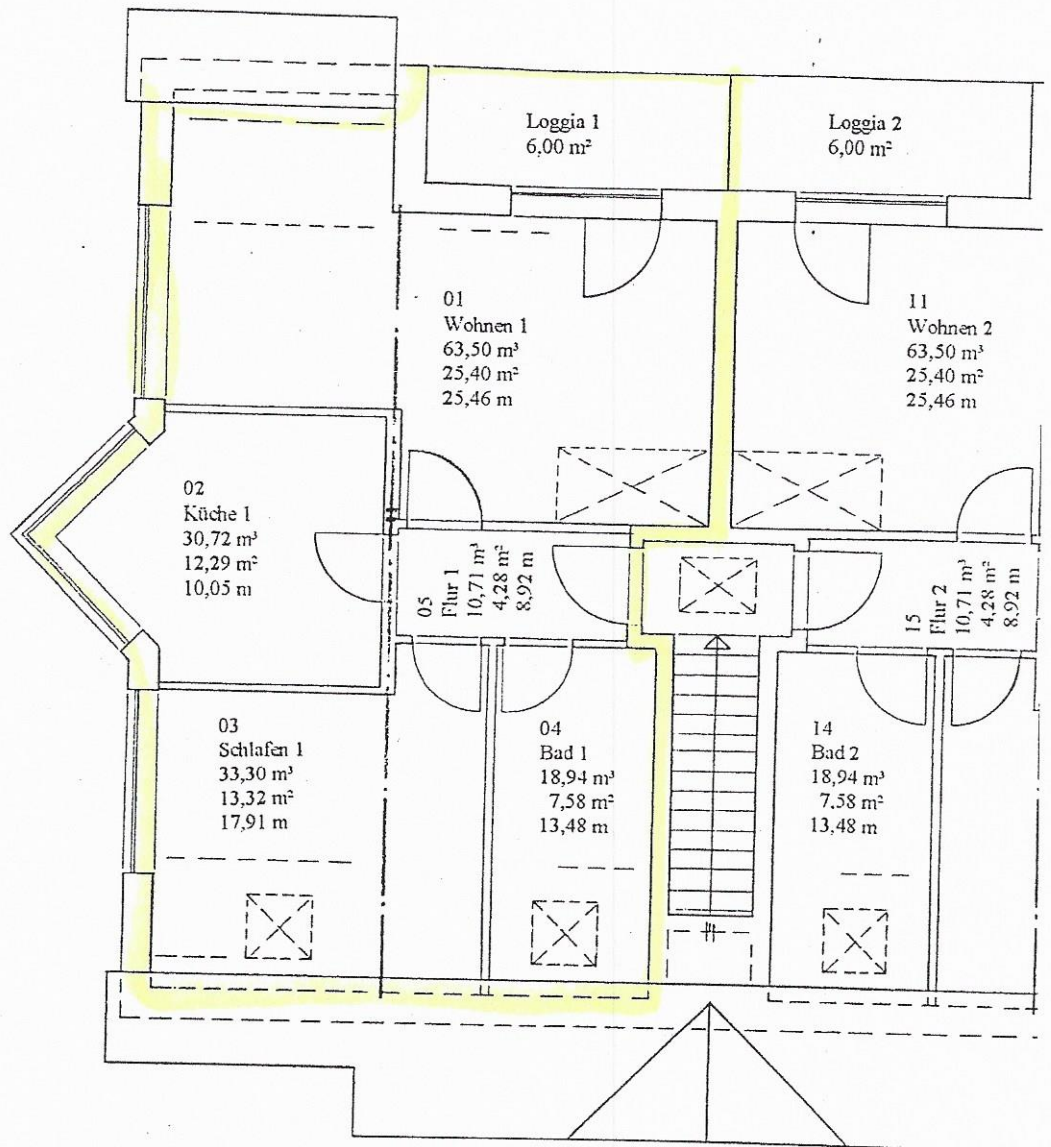 Loggia 1
6,00 m²
Loggia 2
6,00 m²
01
Wohnen 1
63,50 m³
25,40 m²
25,46 m
11
Wohnen 2
63,50 m³
25,40 m²
25,46 m
02
Küche 1
30,72 m³
12,29 m²
10,05 m
05
Flur 1
10,71 m³
4,28 m²
8,92 m
15
Flur 2
10,71 m³
4,28 m²
8,92 m
03
Schlafen 1
33,30 m³
13,32 m²
17,91 m
04
Bad 1
18,94 m³
7,58 m²
13,48 m
14
Bad 2
18,94 m³
7,58 m²
13,48 m